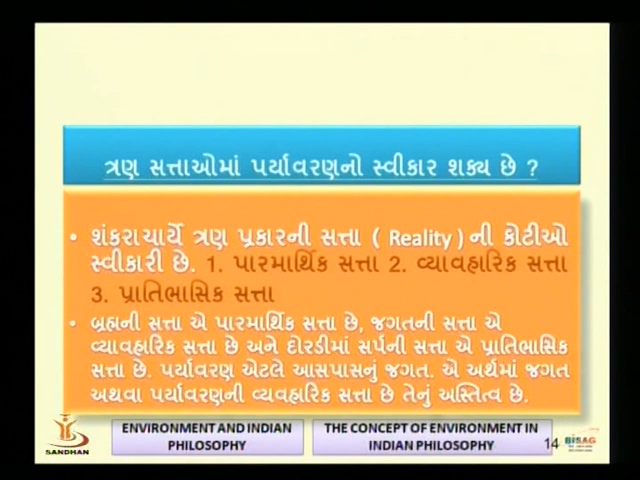 ત્રણ સત્તાઓમાં પર્યાવરણનો સ્વીકાર શક્ય છે ?
• શંકરાચાર્યે ત્રણ પ્રકારની સત્તા ( Reality ) ની કોટીઓ
સ્વીકારી છે. 1. પારમાર્થિક સત્તા 2. વ્યાવહારિક સત્તા
3. પ્રાતિભાસિક સત્તા
• બ્રહ્મની સત્તા એ પારમાર્થિક સત્તા છે, જગતની સત્તા એ
વ્યાવહારિક સત્તા છે અને દોરડીમાં સર્પની સત્તા એ પ્રાતિભાસિક
સત્તા છે. પર્યાવરણ એટલે આસપાસનું જગત. એ અર્થમાં જગત
અથવા પર્યાવરણની વ્યવહારિક સત્તા છે તેનું અસ્તિત્વ છે.
ENVIRONMENT AND INDIAN
PHILOSOPHY
THE CONCEPT OF ENVIRONMENT IN
INDIAN PHILOSOPHY
14
SANDHAN
BISAG